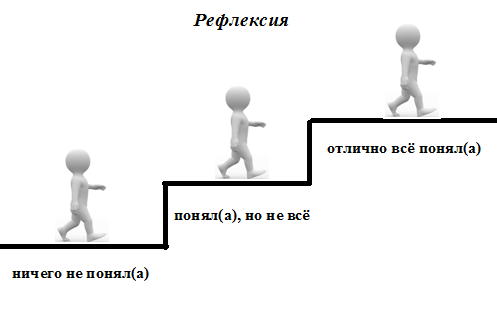 Рефлексия
отлично всё понял(а)
понял(а), но не всё
ничего не понял(а)